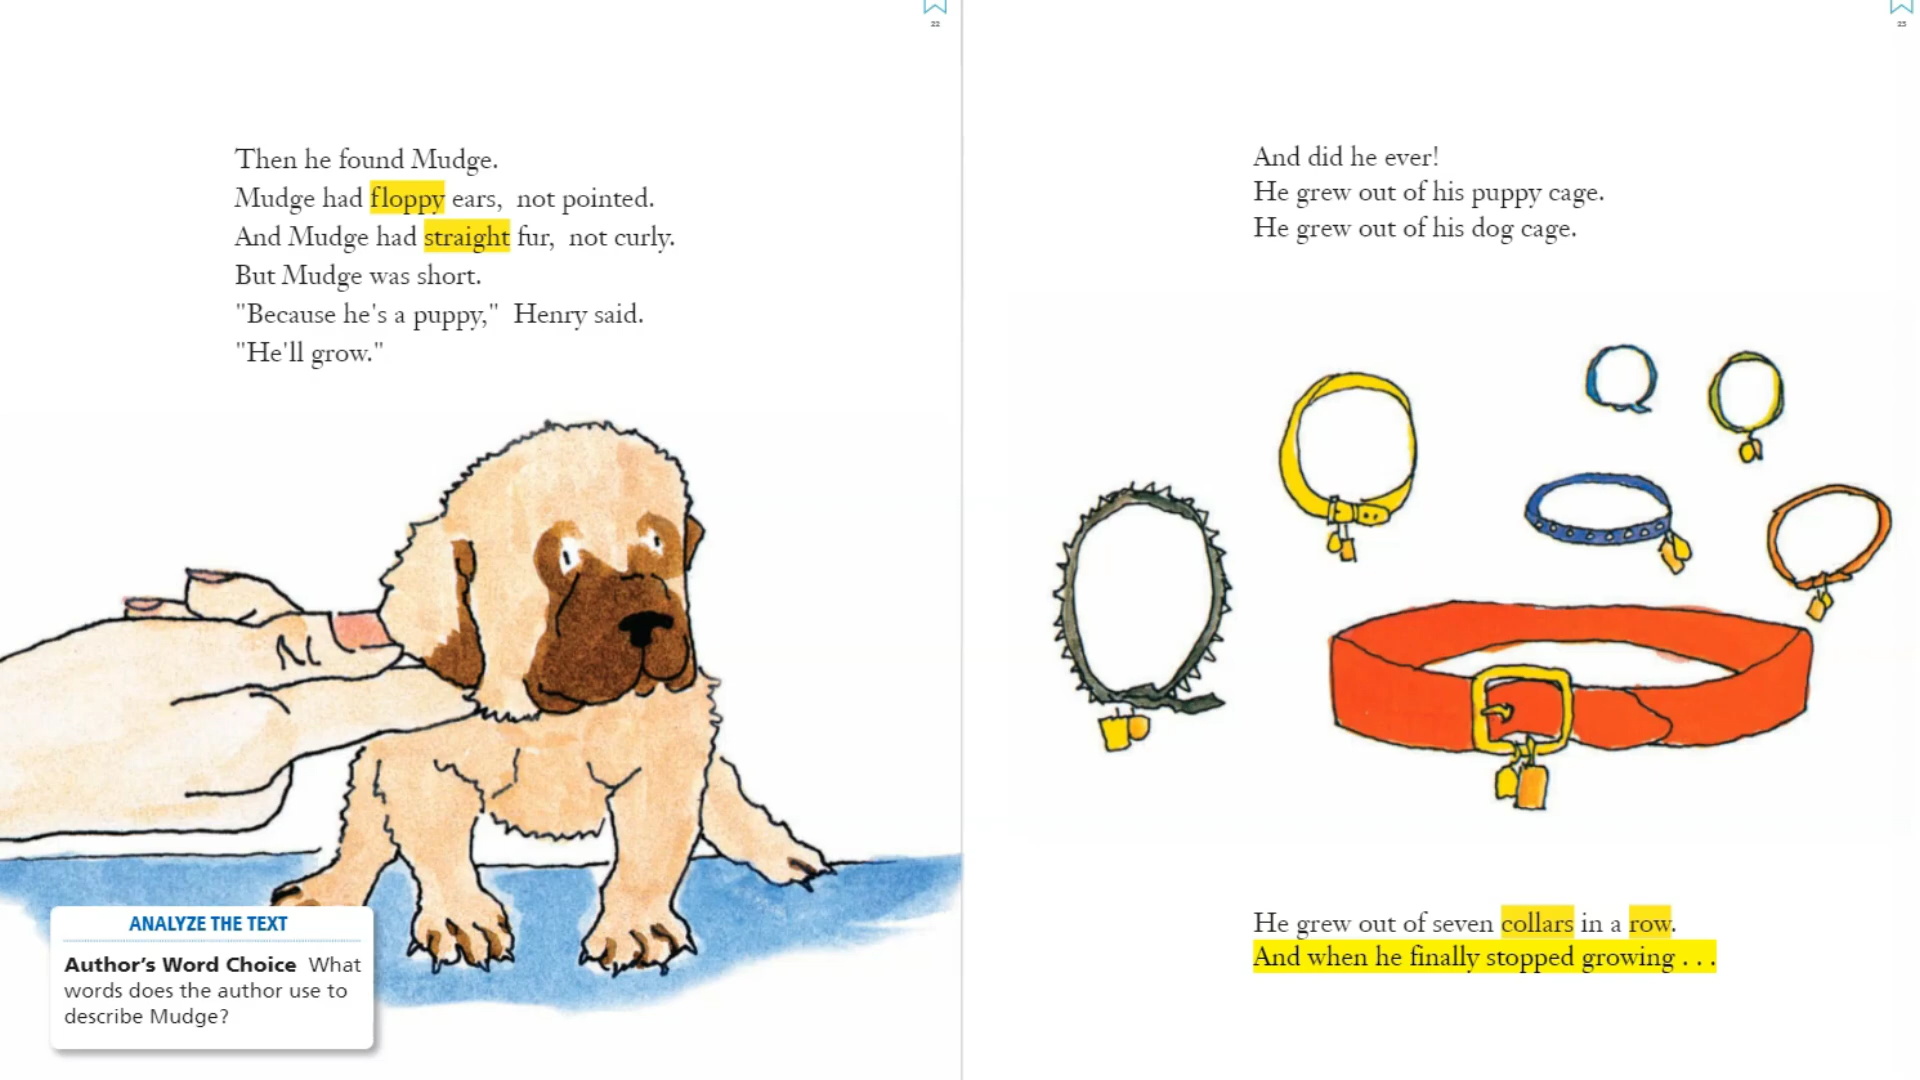 22
Then he found Mudge.
Mudge had floppy ears, not pointed.
And Mudge had straight fur, not curly.
But Mudge was short.
"Because he's a puppy," Henry said.
"He'll grow."
ANALYZE THE TEXT
Author's Word Choice What
words does the author use to
describe Mudge?
23
And did he ever!
He grew out of his puppy cage.
He grew out of his dog cage.
He grew out of seven collars in a row.
And when he finally stopped growing . . .